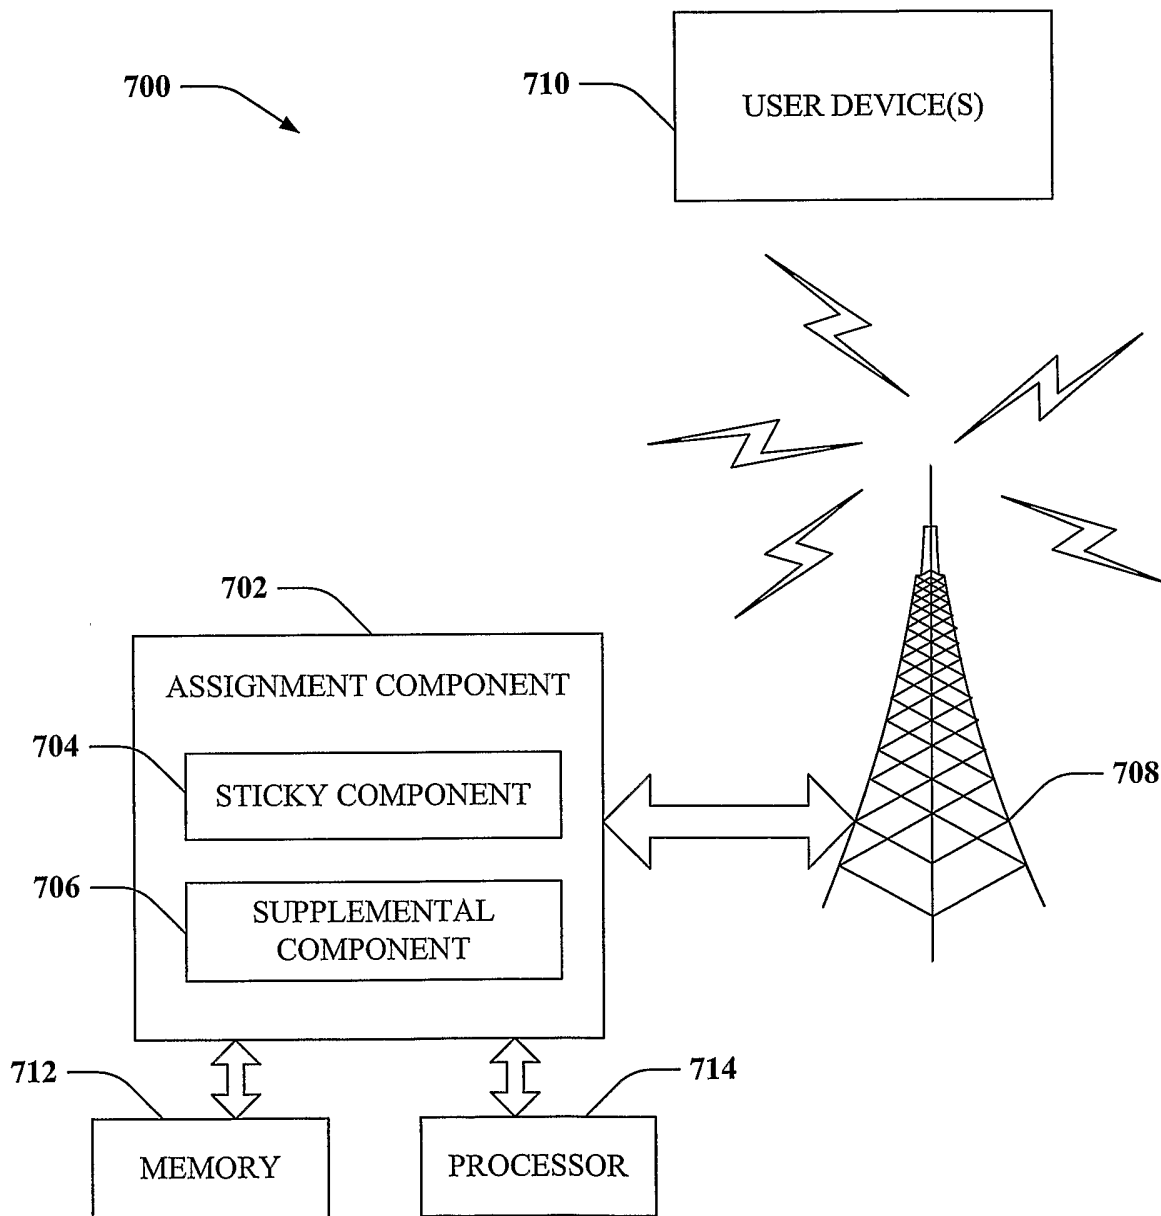 700
710
USER DEVICE(S)
702
ASSIGNMENT COMPONENT
704
STICKY COMPONENT
708
706
SUPPLEMENTAL
COMPONENT
712
714
MEMORY
PROCESSOR